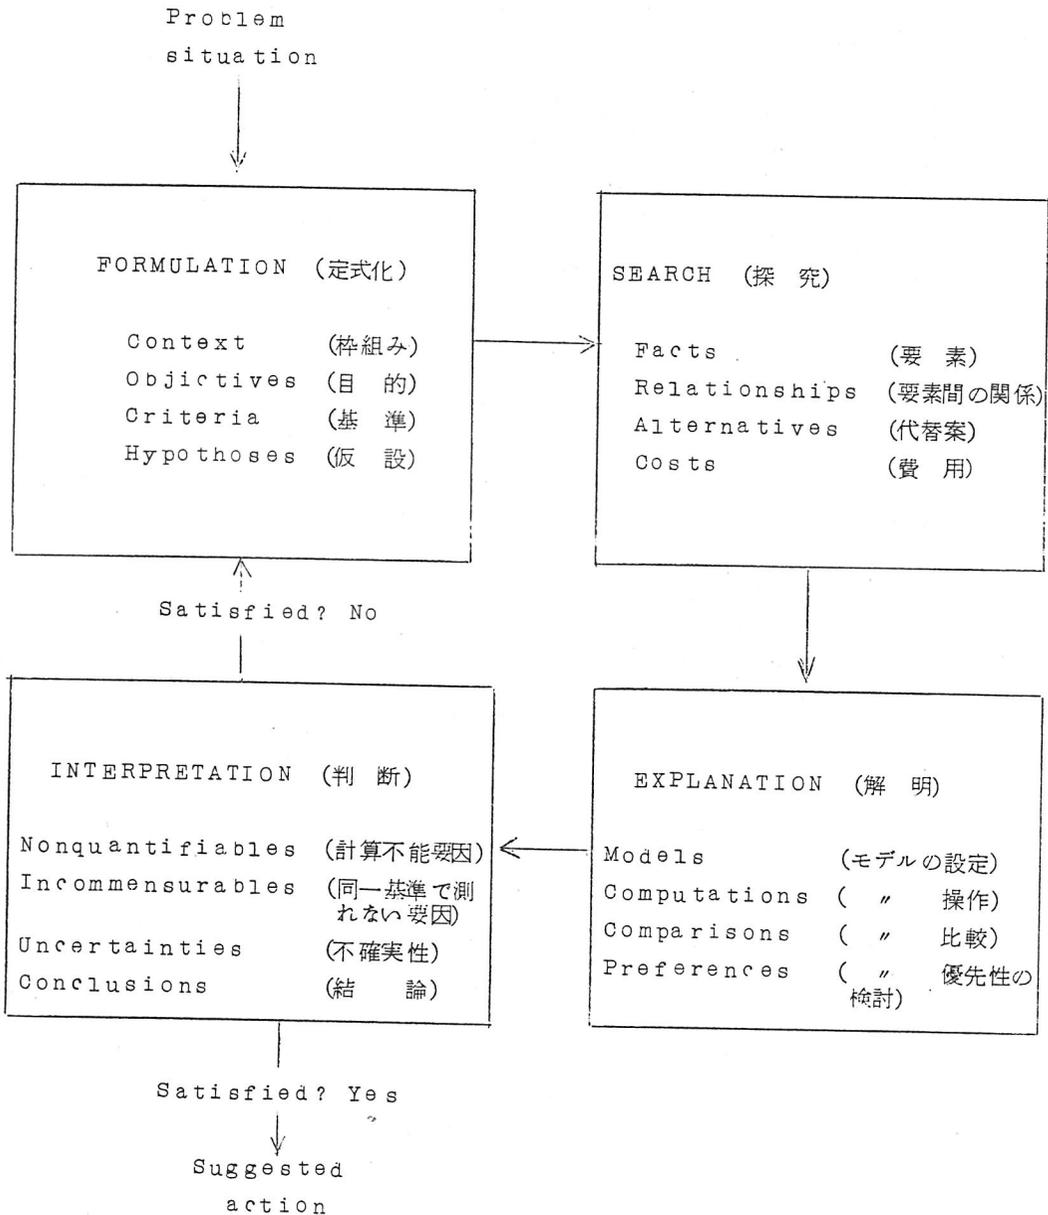 Problem
situation
FORMULATION (定式化)
Context (枠組み)
Objictives (目 的)
Criteria (基 準)
Hypothoses (仮 設)
SEARCH (探 究)
Facts (要 素)
Relationships (要素間の関係)
Alternatives (代替案)
Costs (費 用)
Satisfied? No
INTERPRETATION (判 断)
Nonquantifiables (計算不能要因)
Incommensurables (同一基準で測
れない要因)
Uncertainties (不確実性)
Conclusions (結 論)
EXPLANATION (解 明)
Models (モデルの設定)
Computations ( 〃 操作)
Comparisons ( 〃 比較)
Preferences ( 〃 優先性の
検討)
Satisfied? Yes
Suggested
action